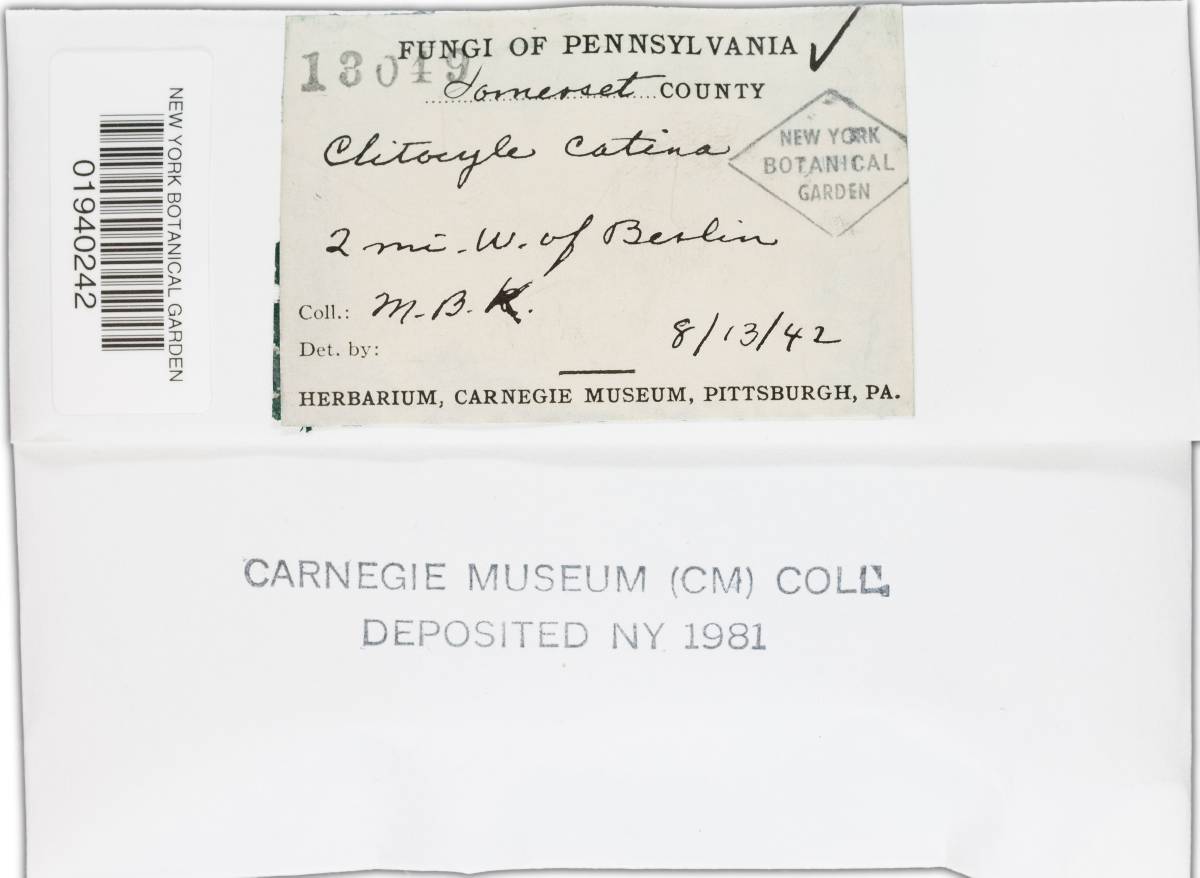 NEW YORK BOTANICAL GARDEN
01940242
13049
FUNGI OF PENNSYLVANIA
Somerset COUNTY
Clitocyle catina
NEW YORK
BOTANICAL
GARDEN
2 mi. W. of Berlin
Coll.: M. B. K.
8/13/42
Det. by:
HERBARIUM, CARNEGIE MUSEUM, PITTSBURGH, PA.
CARNEGIE MUSEUM (CM) COLL.
DEPOSITED NY 1981